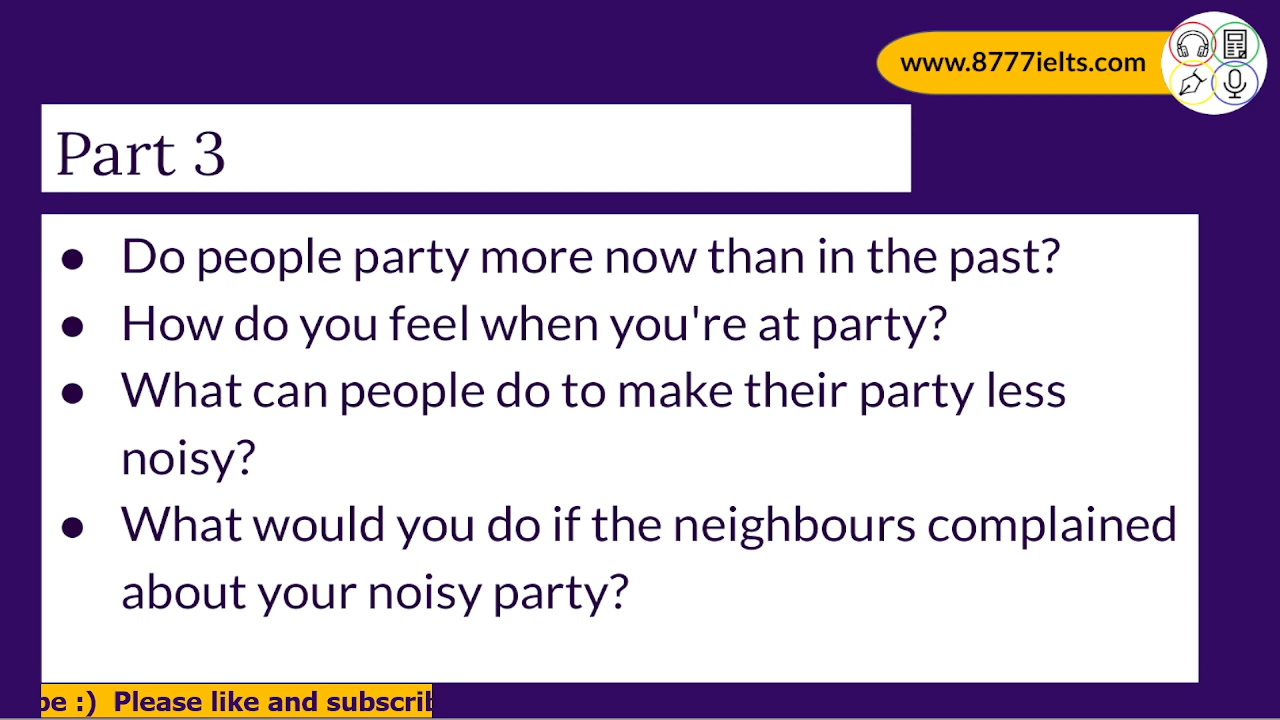 www.8777ielts.com
Part 3
● Do people party more now than in the past?
● How do you feel when you're at party?
● What can people do to make their party less
noisy?
● What would you do if the neighbours complained
about your noisy party?
:) Please like and